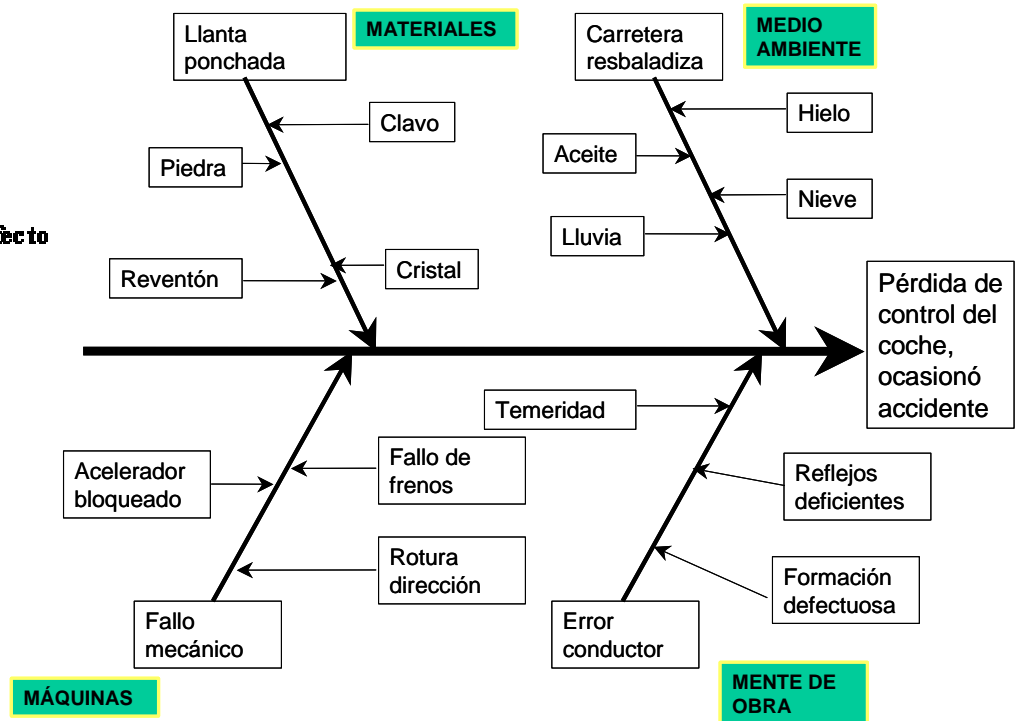 Llanta
ponchada
MATERIALES
Carretera
resbaladiza
MEDIO
AMBIENTE
Clavo
Hielo
Piedra
Aceite
Nieve
Lluvia
Cristal
Reventón
Pérdida de
control del
coche,
ocasionó
accidente
Temeridad
Acelerador
bloqueado
Fallo de
frenos
Reflejos
deficientes
Rotura
dirección
Formación
defectuosa
Fallo
mecánico
Error
conductor
MÁQUINAS
MENTE DE
OBRA